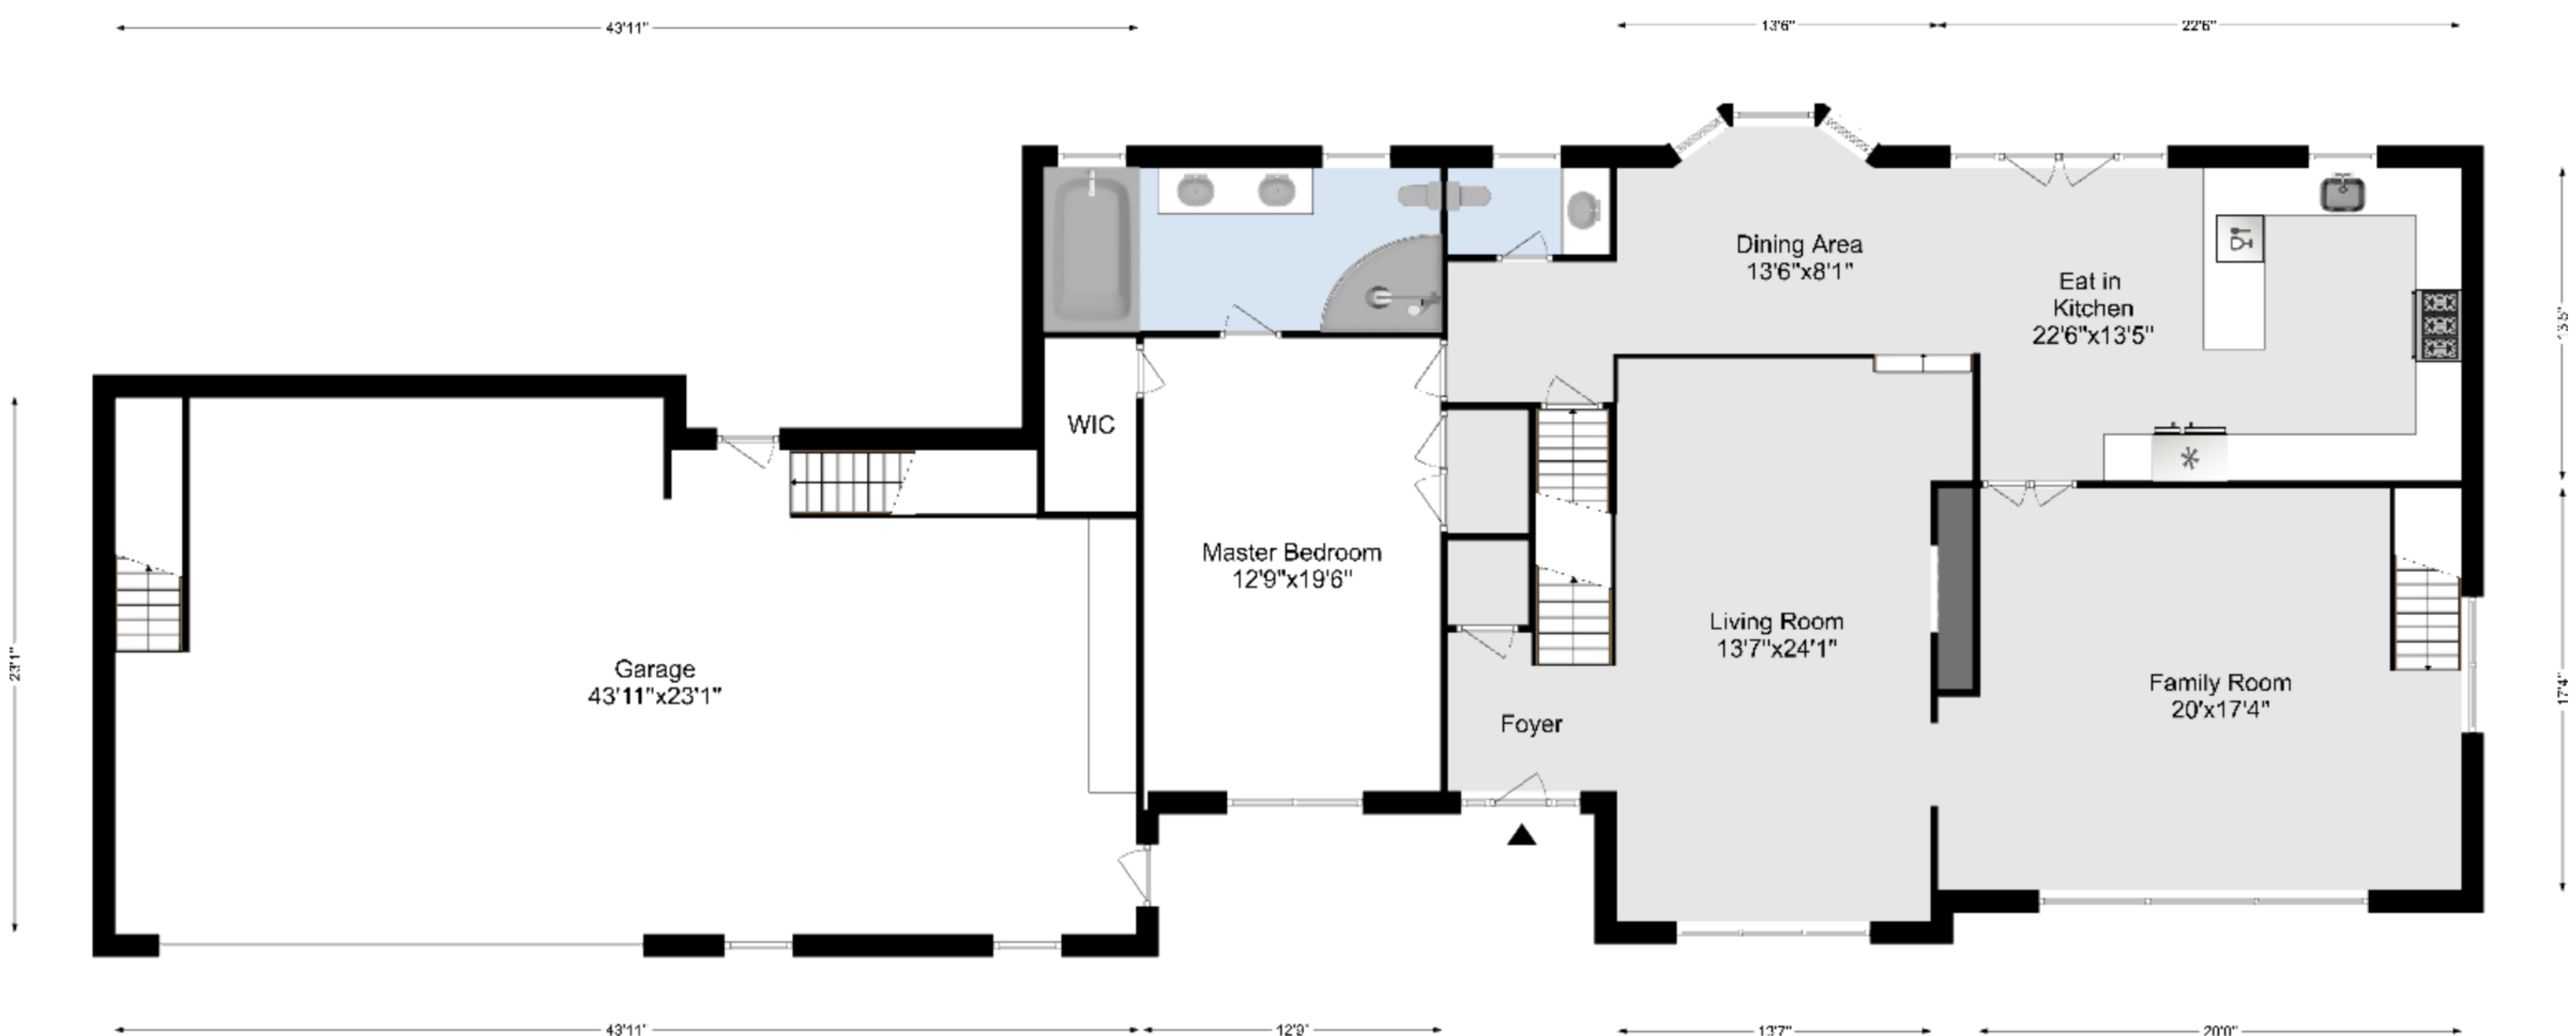 43'11"
13'6"
22'6"
Dining Area
13'6"x8'1"
Eat in
Kitchen
22'6"x13'5"
13'5"
WIC
Master Bedroom
12'9"x19'6"
Living Room
13'7"x24'1"
Garage
43'11"x23'1"
23'1"
Family Room
20'x17'4"
17'4"
Foyer
43'11"
12'9"
13'7"
20'0"